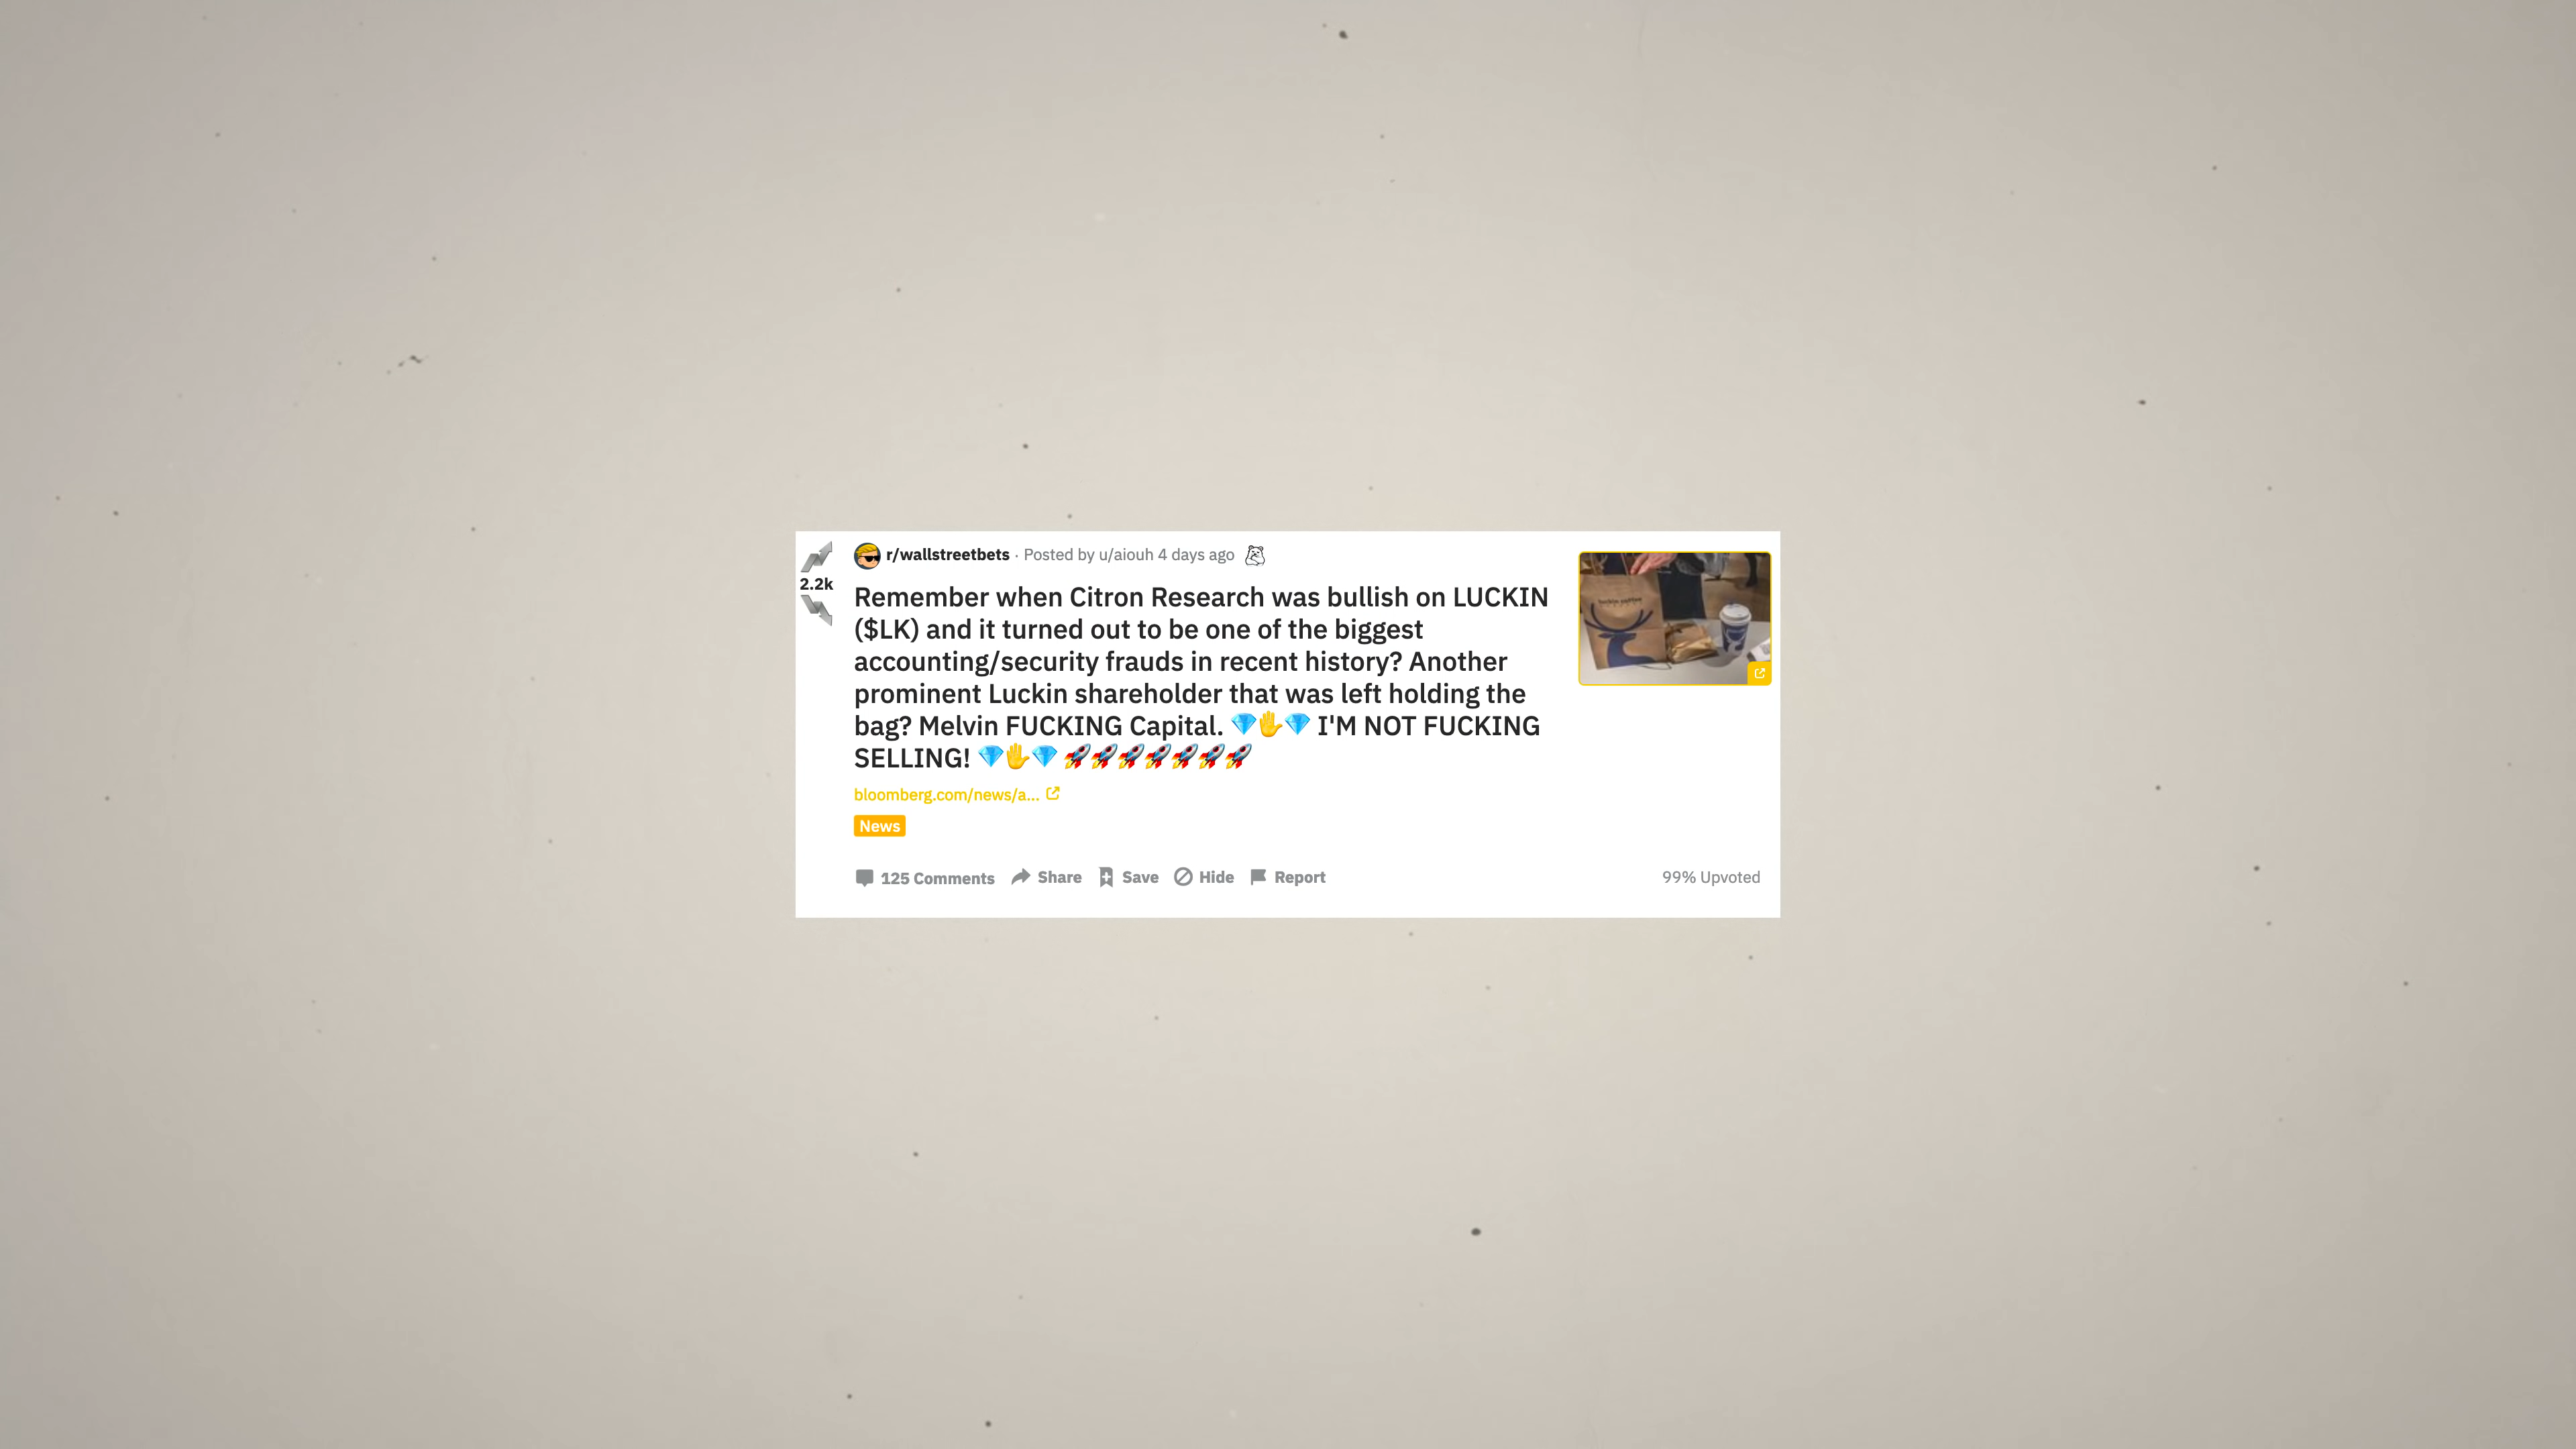 r/wallstreetbets · Posted by u/aiouh 4 days ago
2.2k
Remember when Citron Research was bullish on LUCKIN
($LK) and it turned out to be one of the biggest
accounting/security frauds in recent history? Another
prominent Luckin shareholder that was left holding the
bag? Melvin FUCKING Capital. 💎✋💎 I'M NOT FUCKING
SELLING! 💎✋💎 🚀🚀🚀🚀🚀🚀🚀
luckin coffee
bloomberg.com/news/a...
News
125 Comments Share Save Hide Report 99% Upvoted